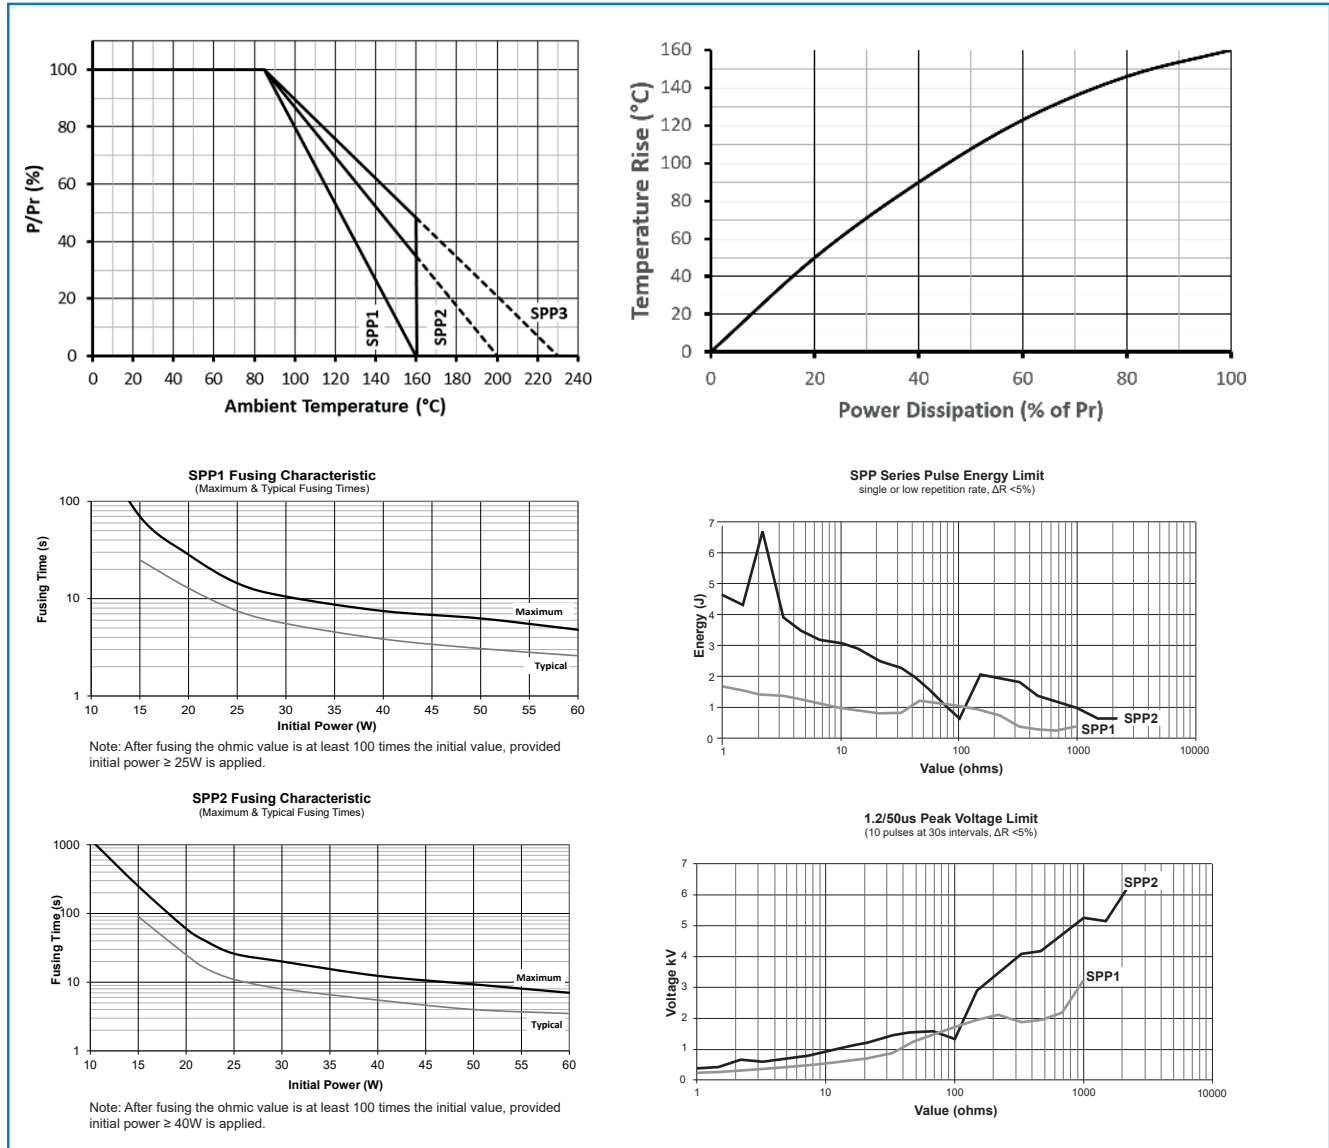 100
80
60
40
20
0
P/Pr (%)
SPP1
SPP2
SPP3
0 20 40 60 80 100 120 140 160 180 200 220 240
Ambient Temperature (°C)
160
140
120
100
80
60
40
20
0
Temperature Rise (°C)
0 20 40 60 80 100
Power Dissipation (% of Pr)
SPP1 Fusing Characteristic
(Maximum & Typical Fusing Times)
100
10
1
Fusing Time (s)
Maximum
Typical
10 15 20 25 30 35 40 45 50 55 60
Initial Power (W)
Note: After fusing the ohmic value is at least 100 times the initial value, provided
initial power ≥ 25W is applied.
SPP Series Pulse Energy Limit
single or low repetition rate, ΔR <5%)
7
6
5
4
3
2
1
0
Energy (J)
SPP2
SPP1
1 10 100 1000 10000
Value (ohms)
SPP2 Fusing Characteristic
(Maximum & Typical Fusing Times)
1000
100
10
1
Fusing Time (s)
Maximum
Typical
10 15 20 25 30 35 40 45 50 55 60
Initial Power (W)
Note: After fusing the ohmic value is at least 100 times the initial value, provided
initial power ≥ 40W is applied.
1.2/50us Peak Voltage Limit
(10 pulses at 30s intervals, ΔR <5%)
7
6
5
4
3
2
1
0
Voltage kV
SPP2
SPP1
1 10 100 1000 10000
Value (ohms)